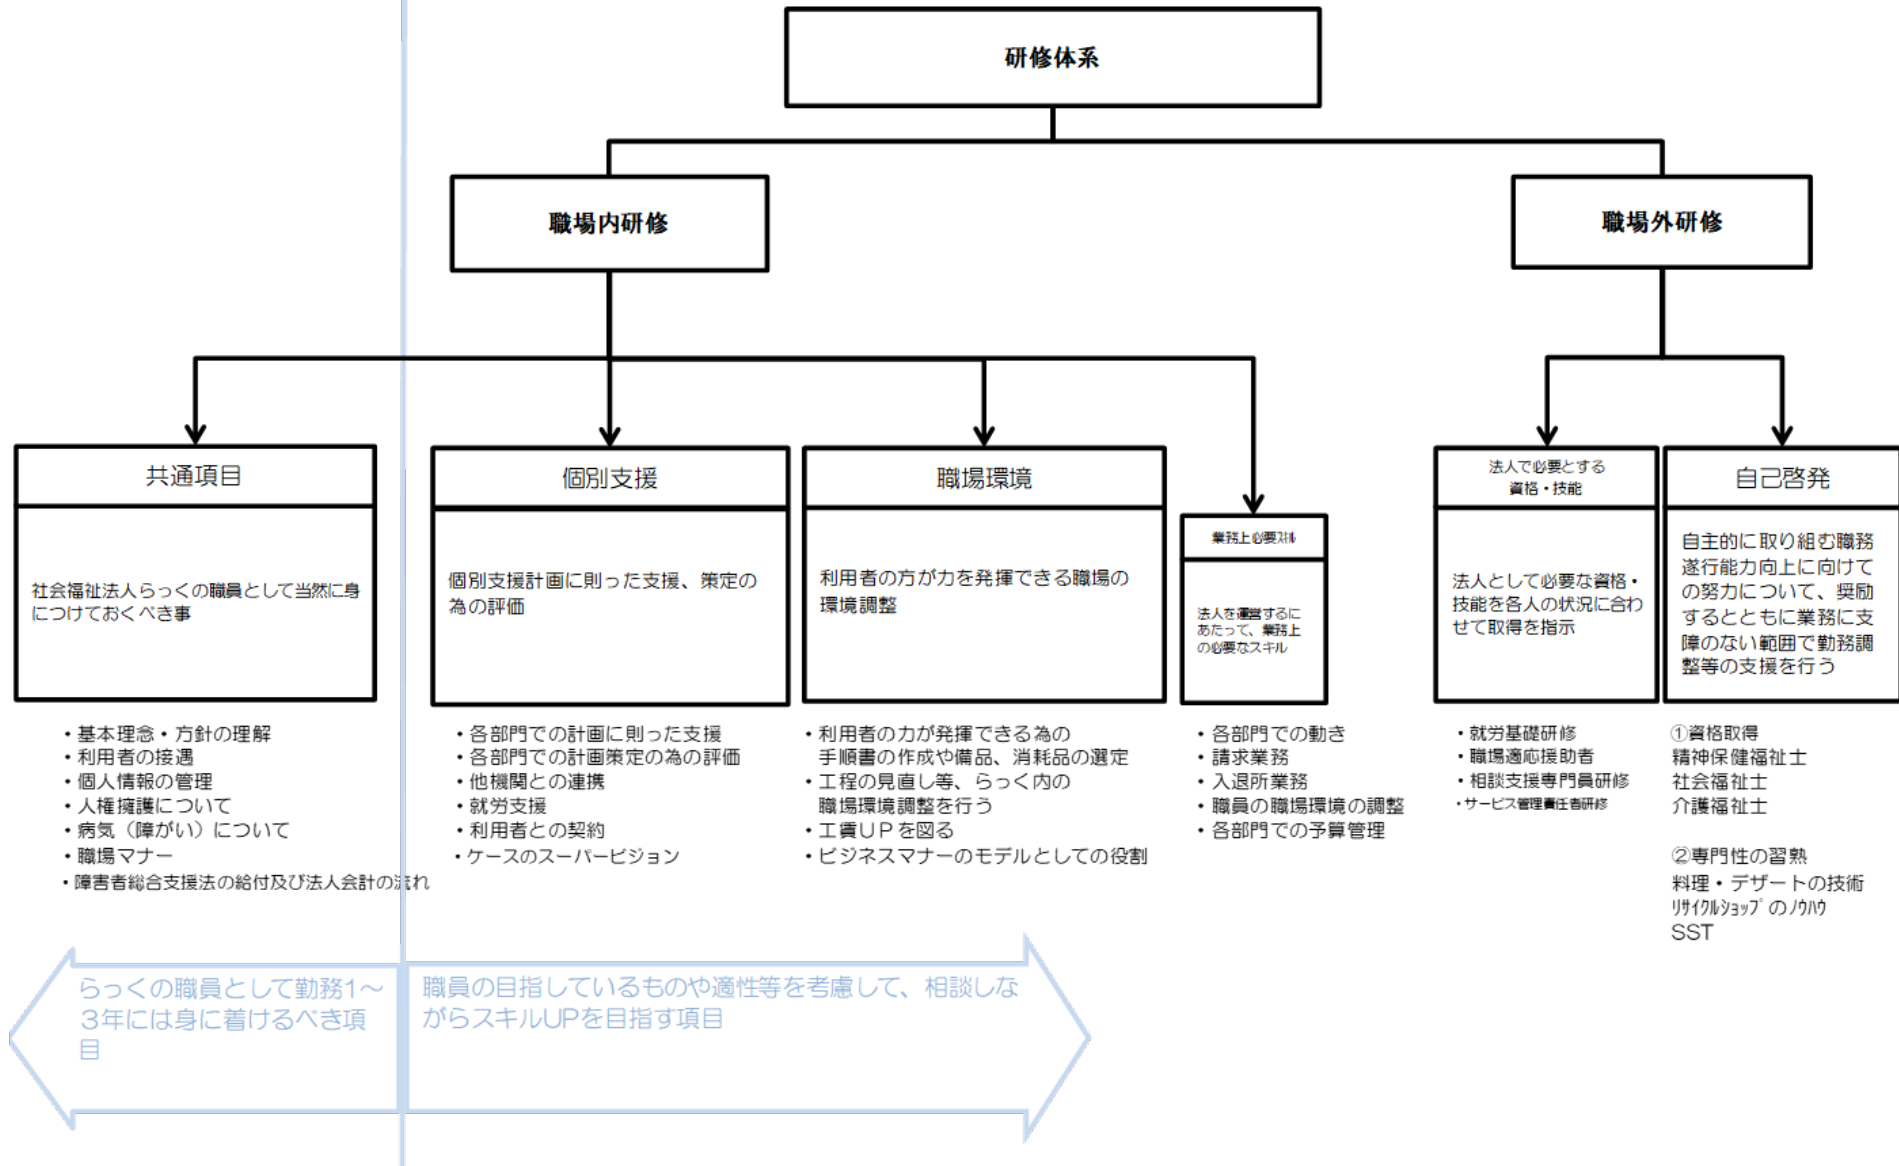 研修体系
職場内研修
職場外研修
共通項目
社会福祉法人らっくの職員として当然に身
につけておくべき事
・基本理念・方針の理解
・利用者の接遇
・個人情報の管理
・人権擁護について
・病気（障がい）について
・職場マナー
・障害者総合支援法の給付及び法人会計の流れ
個別支援
個別支援計画に則った支援、策定の
為の評価
・各部門での計画に則った支援
・各部門での計画策定の為の評価
・他機関との連携
・就労支援
・利用者との契約
・ケースのスーパービジョン
職場環境
利用者の方が力を発揮できる職場の
環境調整
・利用者の力が発揮できる為の
手順書の作成や備品、消耗品の選定
・工程の見直し等、らっく内の
職場環境調整を行う
・工賃ＵＰを図る
・ビジネスマナーのモデルとしての役割
業務上必要ｽｷﾙ
法人を運営するに
あたって、業務上
の必要なスキル
・各部門での動き
・請求業務
・入退所業務
・職員の職場環境の調整
・各部門での予算管理
法人で必要とする
資格・技能
法人として必要な資格・
技能を各人の状況に合わ
せて取得を指示
・就労基礎研修
・職場適応援助者
・相談支援専門員研修
・サービス管理責任者研修
自己啓発
自主的に取り組む職務
遂行能力向上に向けて
の努力について、奨励
するとともに業務に支
障のない範囲で勤務調
整等の支援を行う
①資格取得
精神保健福祉士
社会福祉士
介護福祉士
②専門性の習熟
料理・デザートの技術
ﾘｻｲｸﾙｼｮｯﾌﾟのﾉｳﾊｳ
SST
らっくの職員として勤務1～
３年には身に着けるべき項
目
職員の目指しているものや適性等を考慮して、相談しな
がらスキルUPを目指す項目